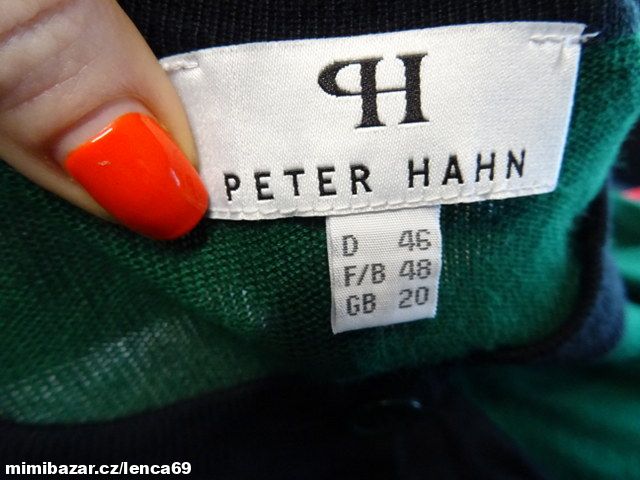 PH
PETER HAHN
D 46
F/B 48
GB 20
mimibazar.cz/lenca69